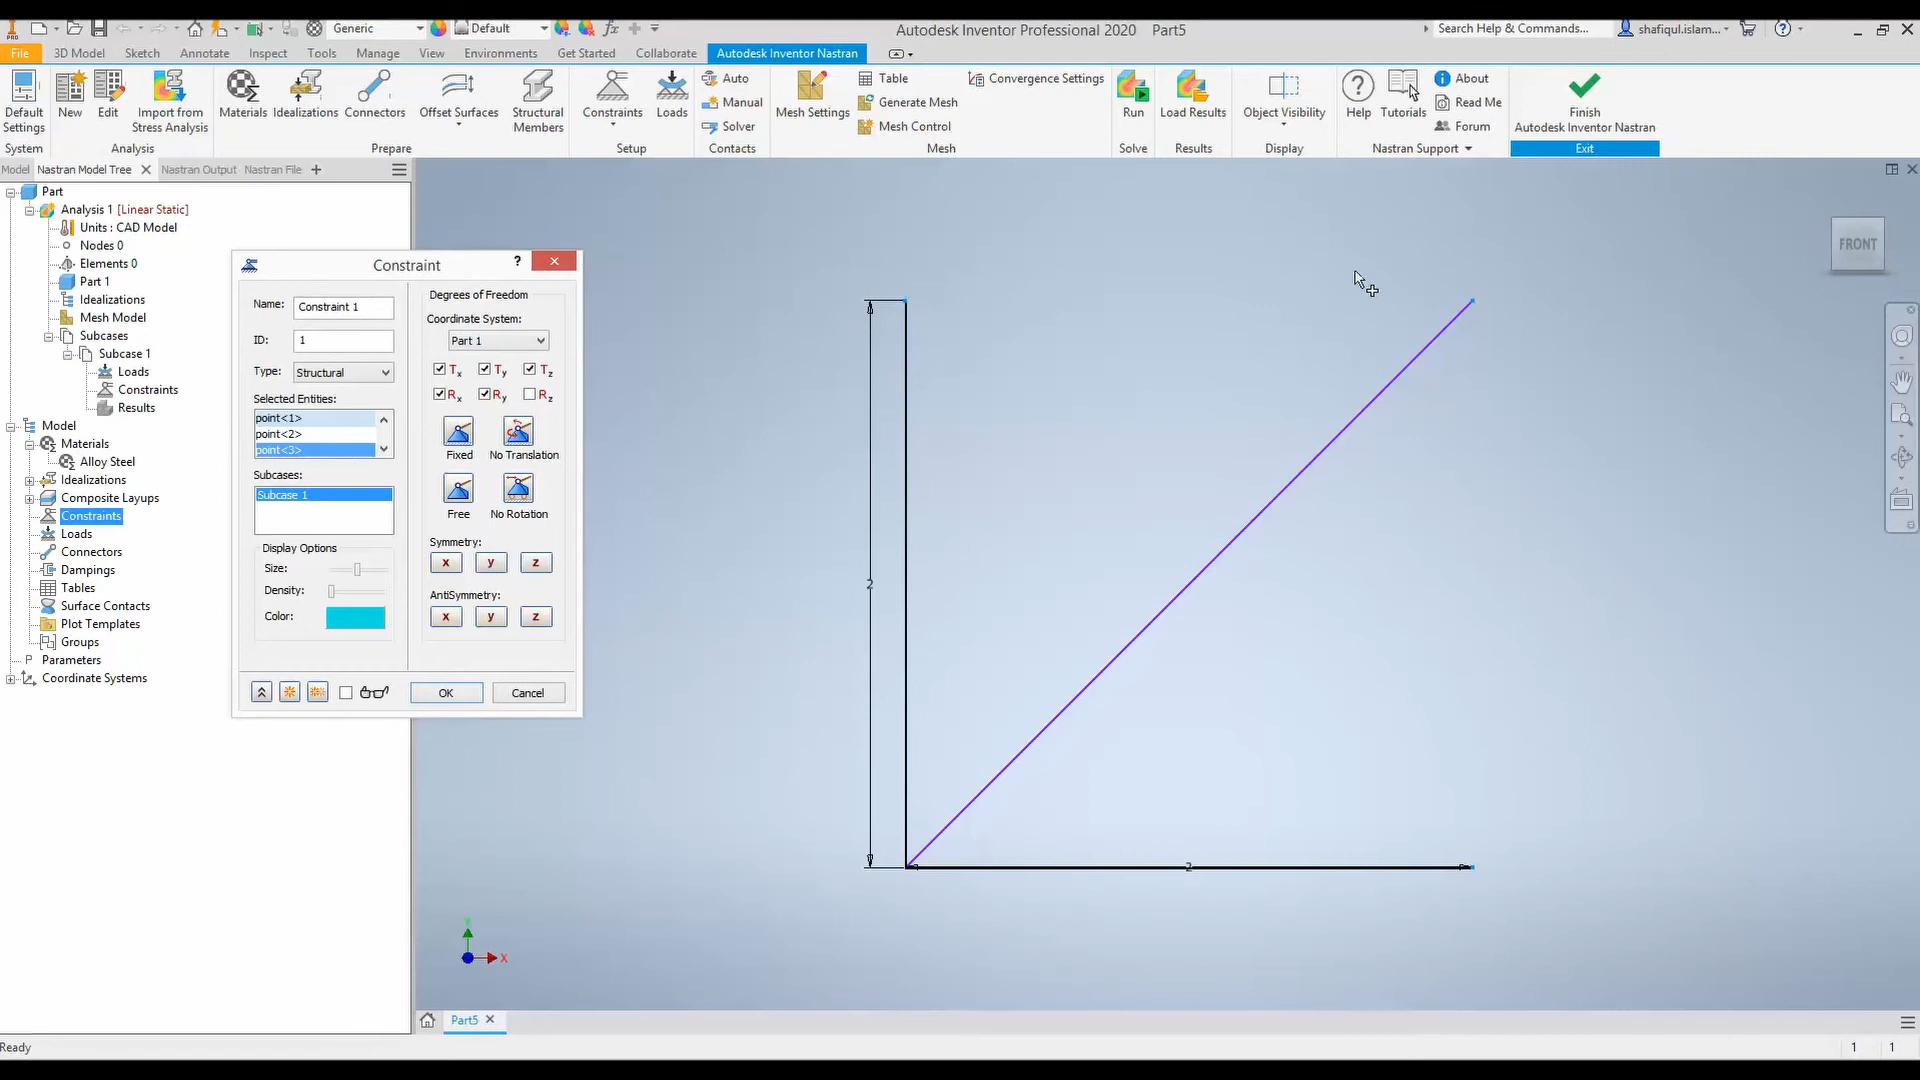 PRO
Generic
Default
fx
Autodesk Inventor Professional 2020 Part5
Search Help & Commands...
shafiqul.islam...
File
3D Model
Sketch
Annotate
Inspect
Tools
Manage
View
Environments
Get Started
Collaborate
Autodesk Inventor Nastran
Default
Settings
New
Edit
Import from
Stress Analysis
Materials
Idealizations
Connectors
Offset Surfaces
Structural
Members
Constraints
Loads
Auto
Manual
Solver
Mesh Settings
Table
Generate Mesh
Mesh Control
Convergence Settings
Run
Load Results
Object Visibility
Help
Tutorials
About
Read Me
Forum
Finish
Autodesk Inventor Nastran
System
Analysis
Prepare
Setup
Contacts
Mesh
Solve
Results
Display
Nastran Support
Exit
Model
Nastran Model Tree
Nastran Output
Nastran File
Part
Analysis 1 [Linear Static]
Units : CAD Model
Nodes 0
Elements 0
Part 1
Idealizations
Mesh Model
Subcases
Subcase 1
Loads
Constraints
Results
Model
Materials
Alloy Steel
Idealizations
Composite Layups
Constraints
Loads
Connectors
Dampings
Tables
Surface Contacts
Plot Templates
Groups
Parameters
Coordinate Systems
Constraint
?
Name:
Constraint 1
ID:
1
Type:
Structural
Selected Entities:
point<1>
point<2>
point<3>
Subcases:
Subcase 1
Display Options
Size:
Density:
Color:
Degrees of Freedom
Coordinate System:
Part 1
Tx
Ty
Tz
Rx
Ry
Rz
Fixed
No Translation
Free
No Rotation
Symmetry:
x
y
z
AntiSymmetry:
x
y
z
OK
Cancel
FRONT
2
2
Y
X
Part5
Ready
1
1